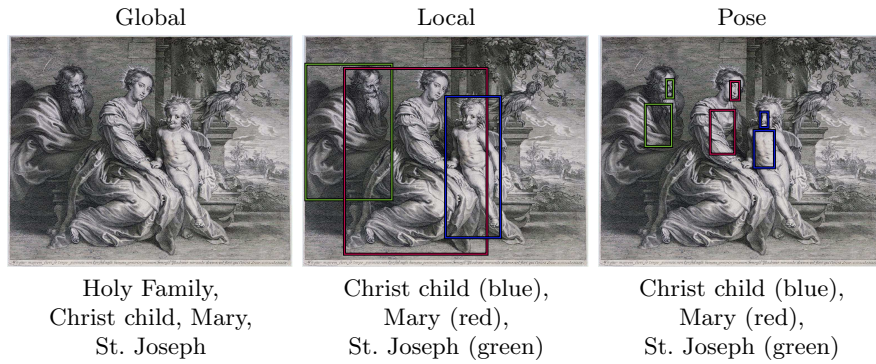 Global
Local
Pose
Holy Family,
Christ child, Mary,
St. Joseph
Christ child (blue),
Mary (red),
St. Joseph (green)
Christ child (blue),
Mary (red),
St. Joseph (green)